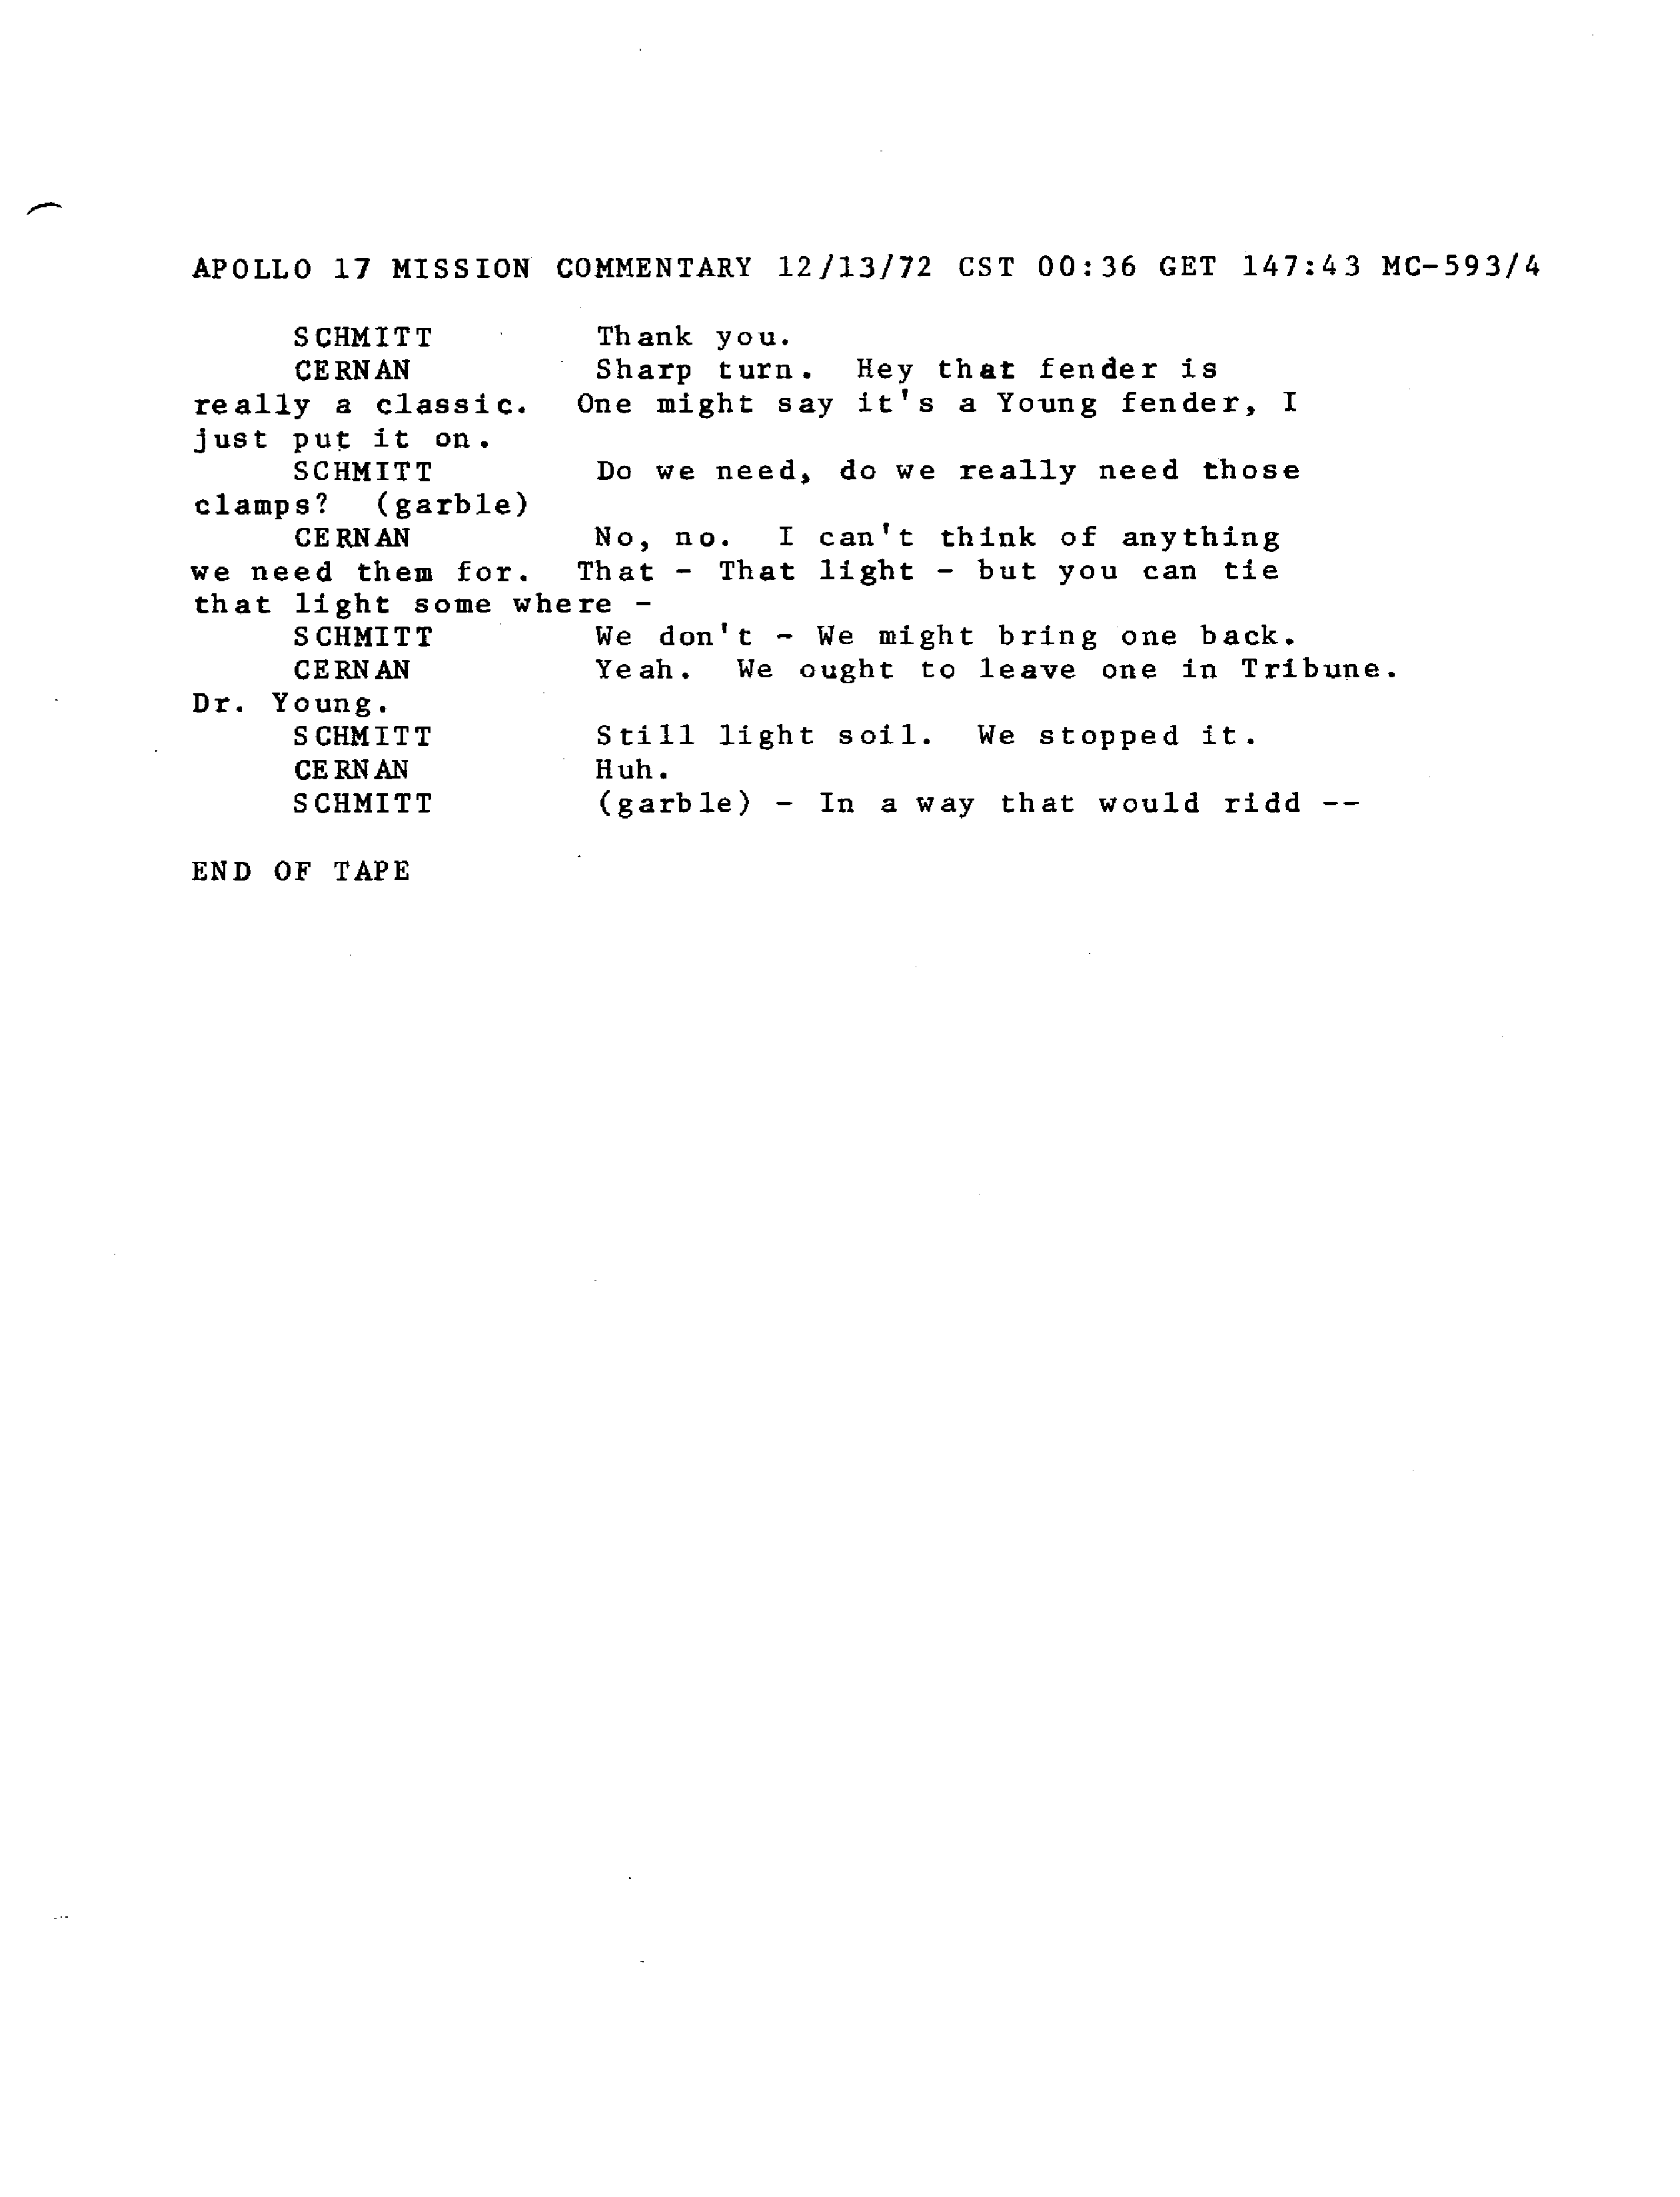 APOLLO 17 MISSION COMMENTARY 12/13/72 CST 00:36 GET 147:43 MC-593/4
SCHMITT Thank you.
CERNAN Sharp turn. Hey that fender is
really a classic. One might say it's a Young fender, I
just put it on.
SCHMITT Do we need, do we really need those
clamps? (garble)
CERNAN No, no. I can't think of anything
we need them for. That - That light - but you can tie
that light some where -
SCHMITT We don't - We might bring one back.
CERNAN Yeah. We ought to leave one in Tribune.
Dr. Young.
SCHMITT Still light soil. We stopped it.
CERNAN Huh.
SCHMITT (garble) - In a way that would ridd --
END OF TAPE